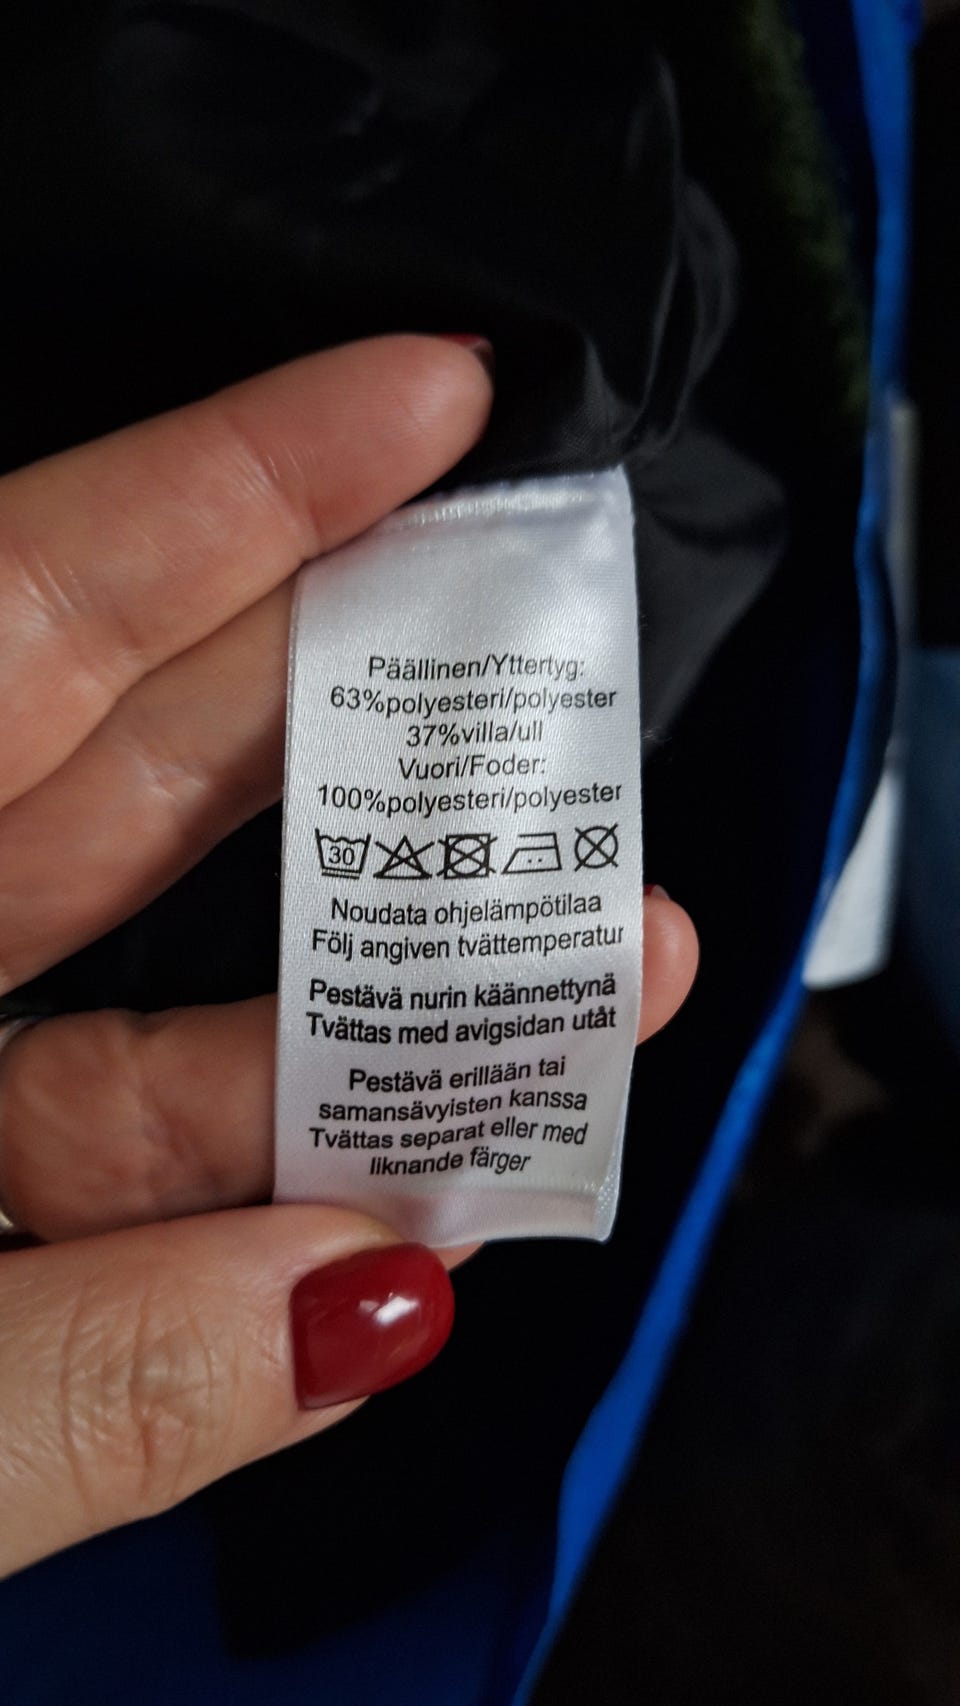 Päällinen/Yttertyg:
63%polyesteri/polyester
37%villa/ull
Vuori/Foder:
100%polyesteri/polyester
30
Noudata ohjelämpötilaa
Följ angiven tvättemperatur
Pestävä nurin käännettynä
Tvättas med avigsidan utåt
Pestävä erillään tai
samansävyisten kanssa
Tvättas separat eller med
liknande färger